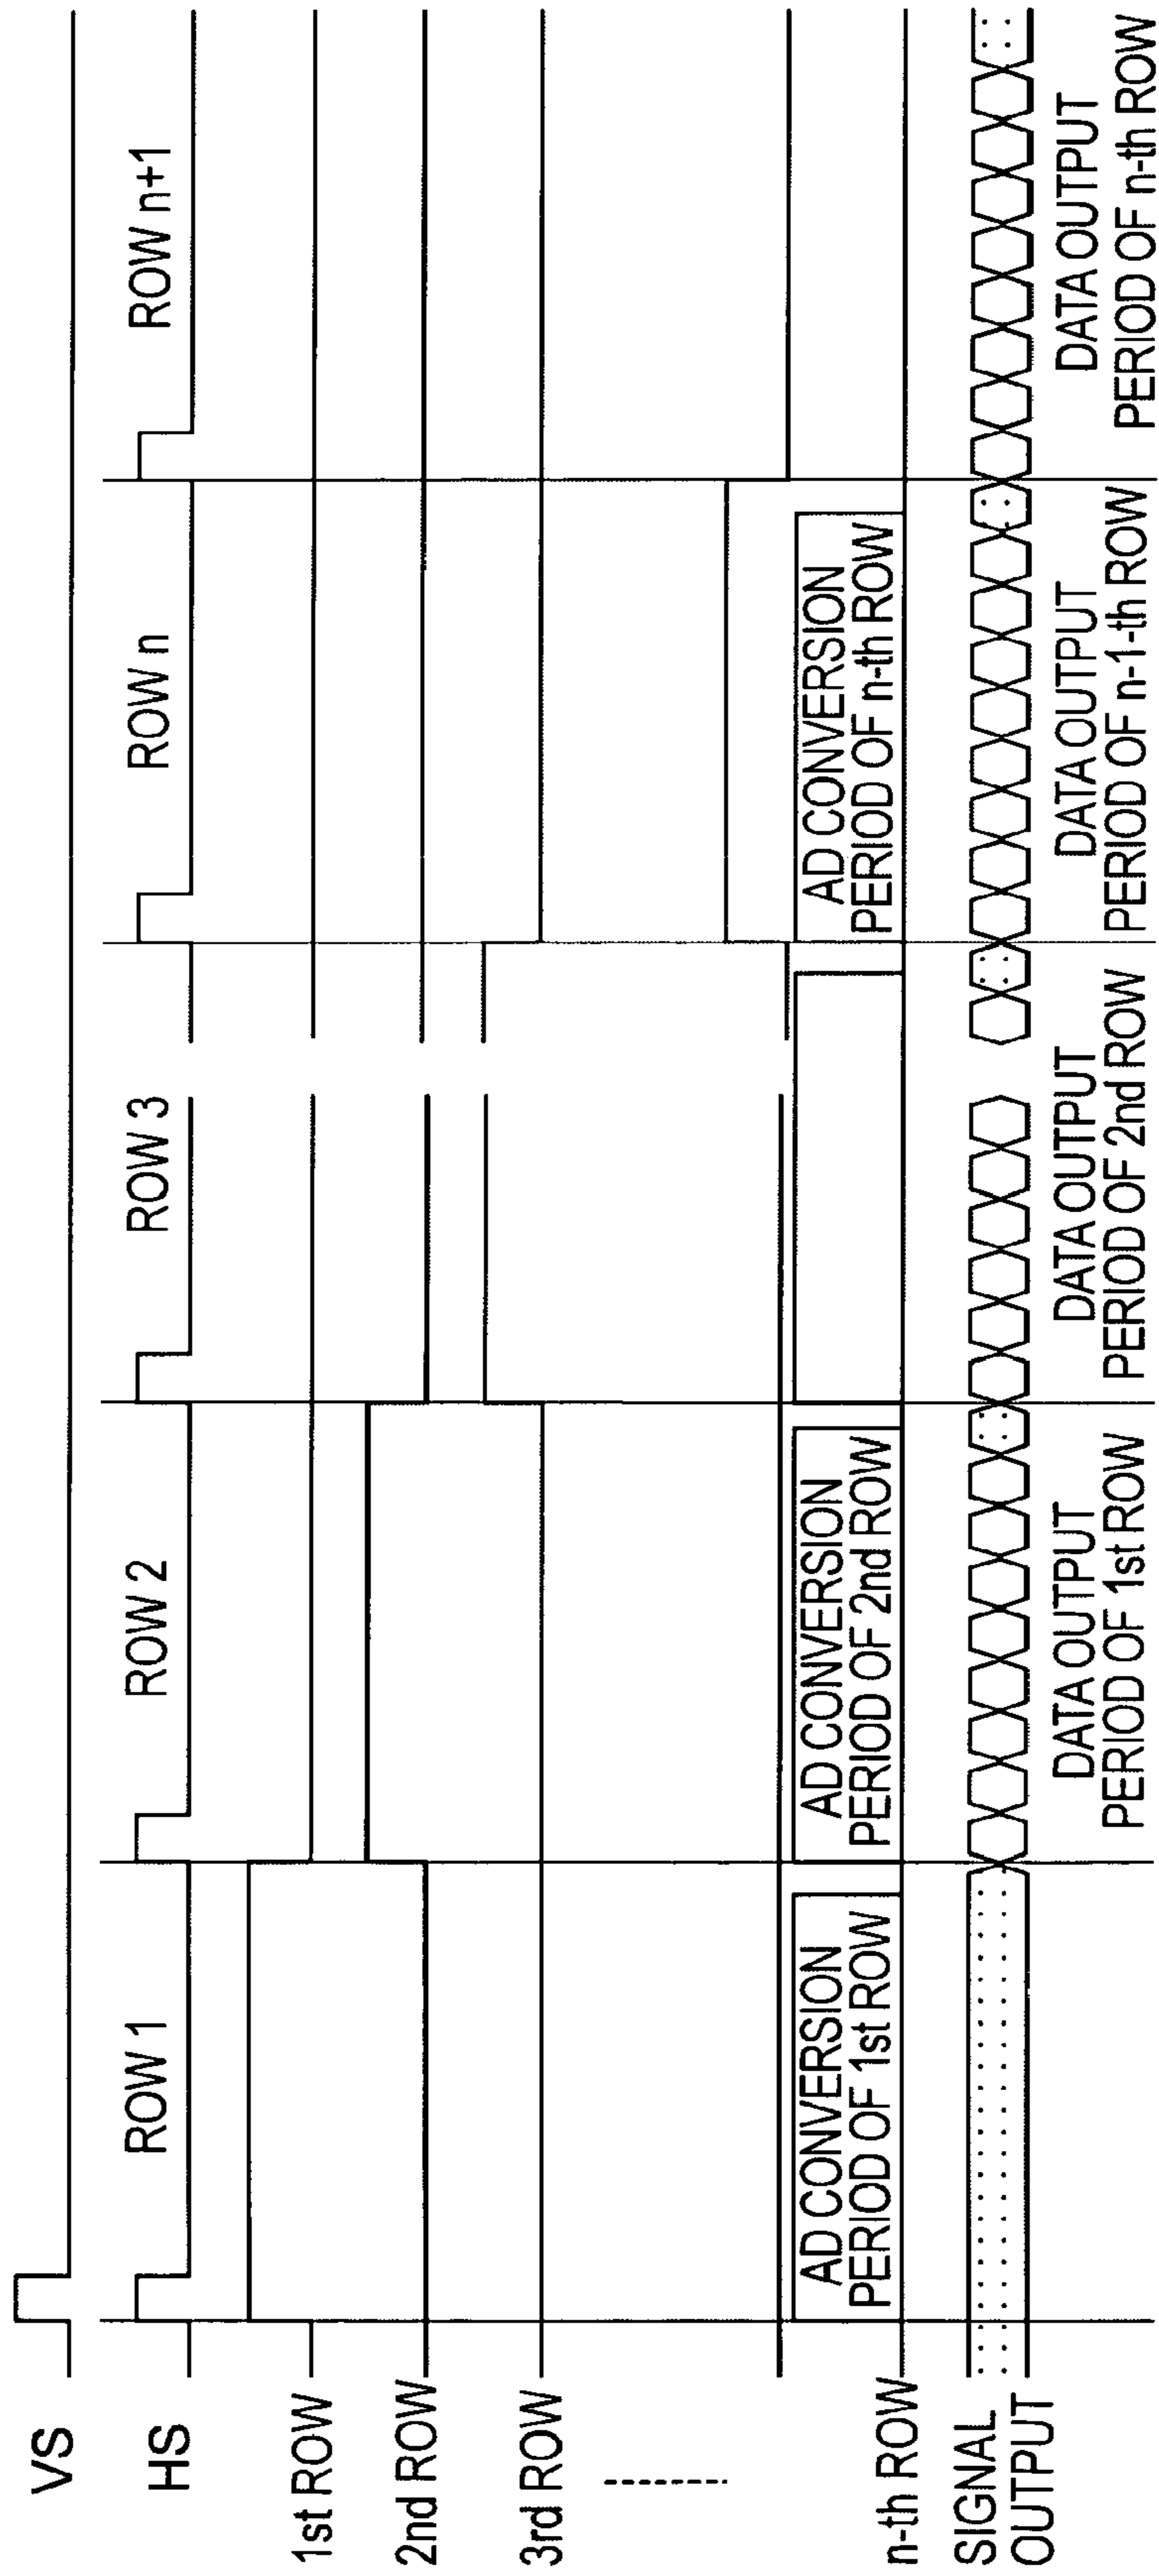 VS
HS
ROW 1
ROW 2
ROW 3
ROW n
ROW n+1
1st ROW
2nd ROW
3rd ROW
n-th ROW
AD CONVERSION
PERIOD OF 1st ROW
AD CONVERSION
PERIOD OF 2nd ROW
AD CONVERSION
PERIOD OF n-th ROW
SIGNAL
OUTPUT
DATA OUTPUT
PERIOD OF 1st ROW
DATA OUTPUT
PERIOD OF 2nd ROW
DATA OUTPUT
PERIOD OF n-1-th ROW
DATA OUTPUT
PERIOD OF n-th ROW